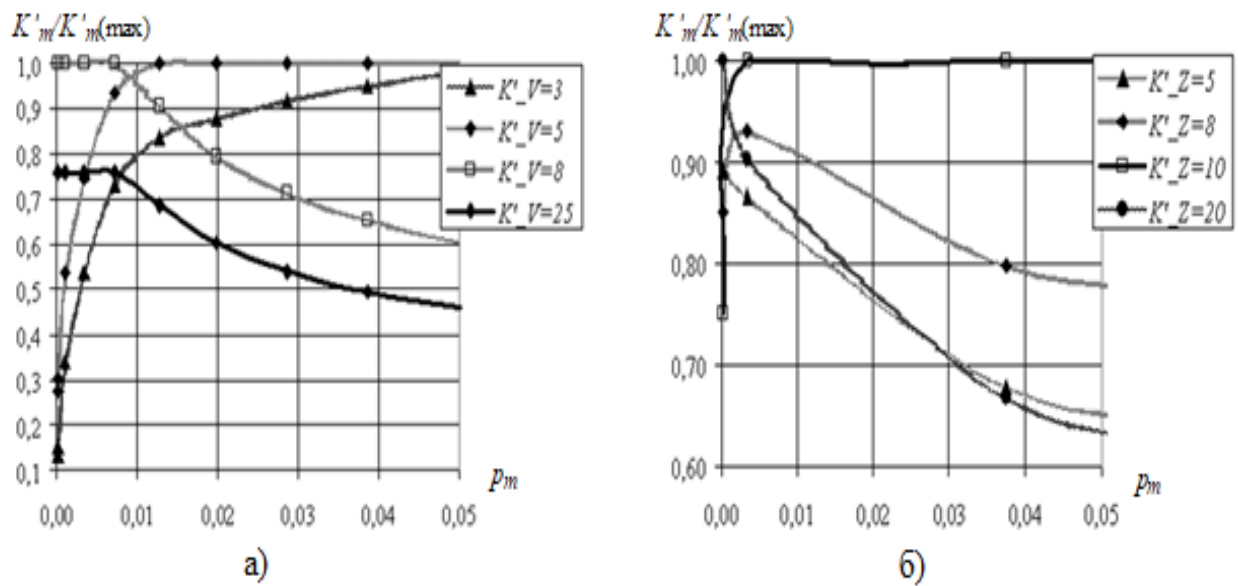 K'm/K'm(max)
1,0
0,9
0,8
0,7
0,6
0,5
0,4
0,3
0,2
0,1
0,00 0,01 0,02 0,03 0,04 0,05
pm
K'_V=3
K'_V=5
K'_V=8
K'_V=25
а)
K'm/K'm(max)
1,00
0,90
0,80
0,70
0,60
0,00 0,01 0,02 0,03 0,04 0,05
pm
K'_Z=5
K'_Z=8
K'_Z=10
K'_Z=20
б)